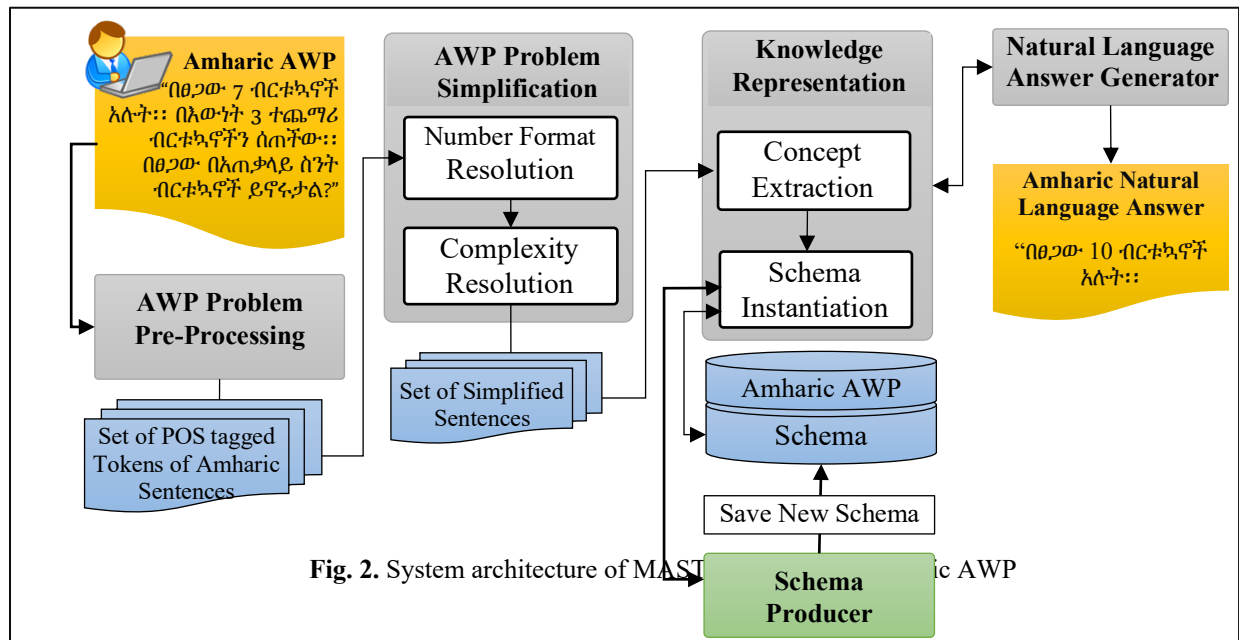 Amharic AWP
“በፀጋው 7 ብርቱኳኖች
አሉት፡፡ በእውነት 3 ተጨማሪ
ብርቱኳኖችን ሰጠችው፡፡
በፀጋው በአጠቃላይ ስንት
ብርቱኳኖች ይኖሩታል?”
AWP Problem
Pre-Processing
Set of POS tagged
Tokens of Amharic
Sentences
AWP Problem
Simplification
Number Format
Resolution
Complexity
Resolution
Set of Simplified
Sentences
Knowledge
Representation
Concept
Extraction
Schema
Instantiation
Amharic AWP
Schema
Save New Schema
Schema
Producer
Natural Language
Answer Generator
Amharic Natural
Language Answer
“በፀጋው 10 ብርቱኳኖች
አሉት፡፡
Fig. 2. System architecture of MAST ic AWP